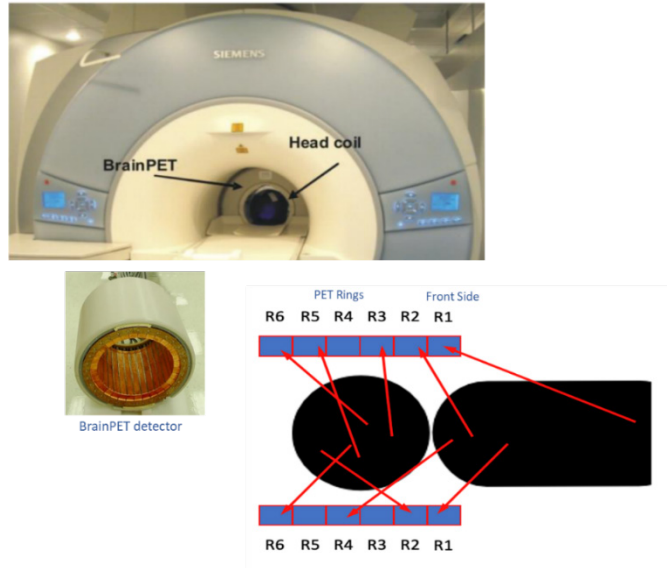 SIEMENS
Head coil
BrainPET
BrainPET detector
PET Rings Front Side
R6 R5 R4 R3 R2 R1
R6 R5 R4 R3 R2 R1